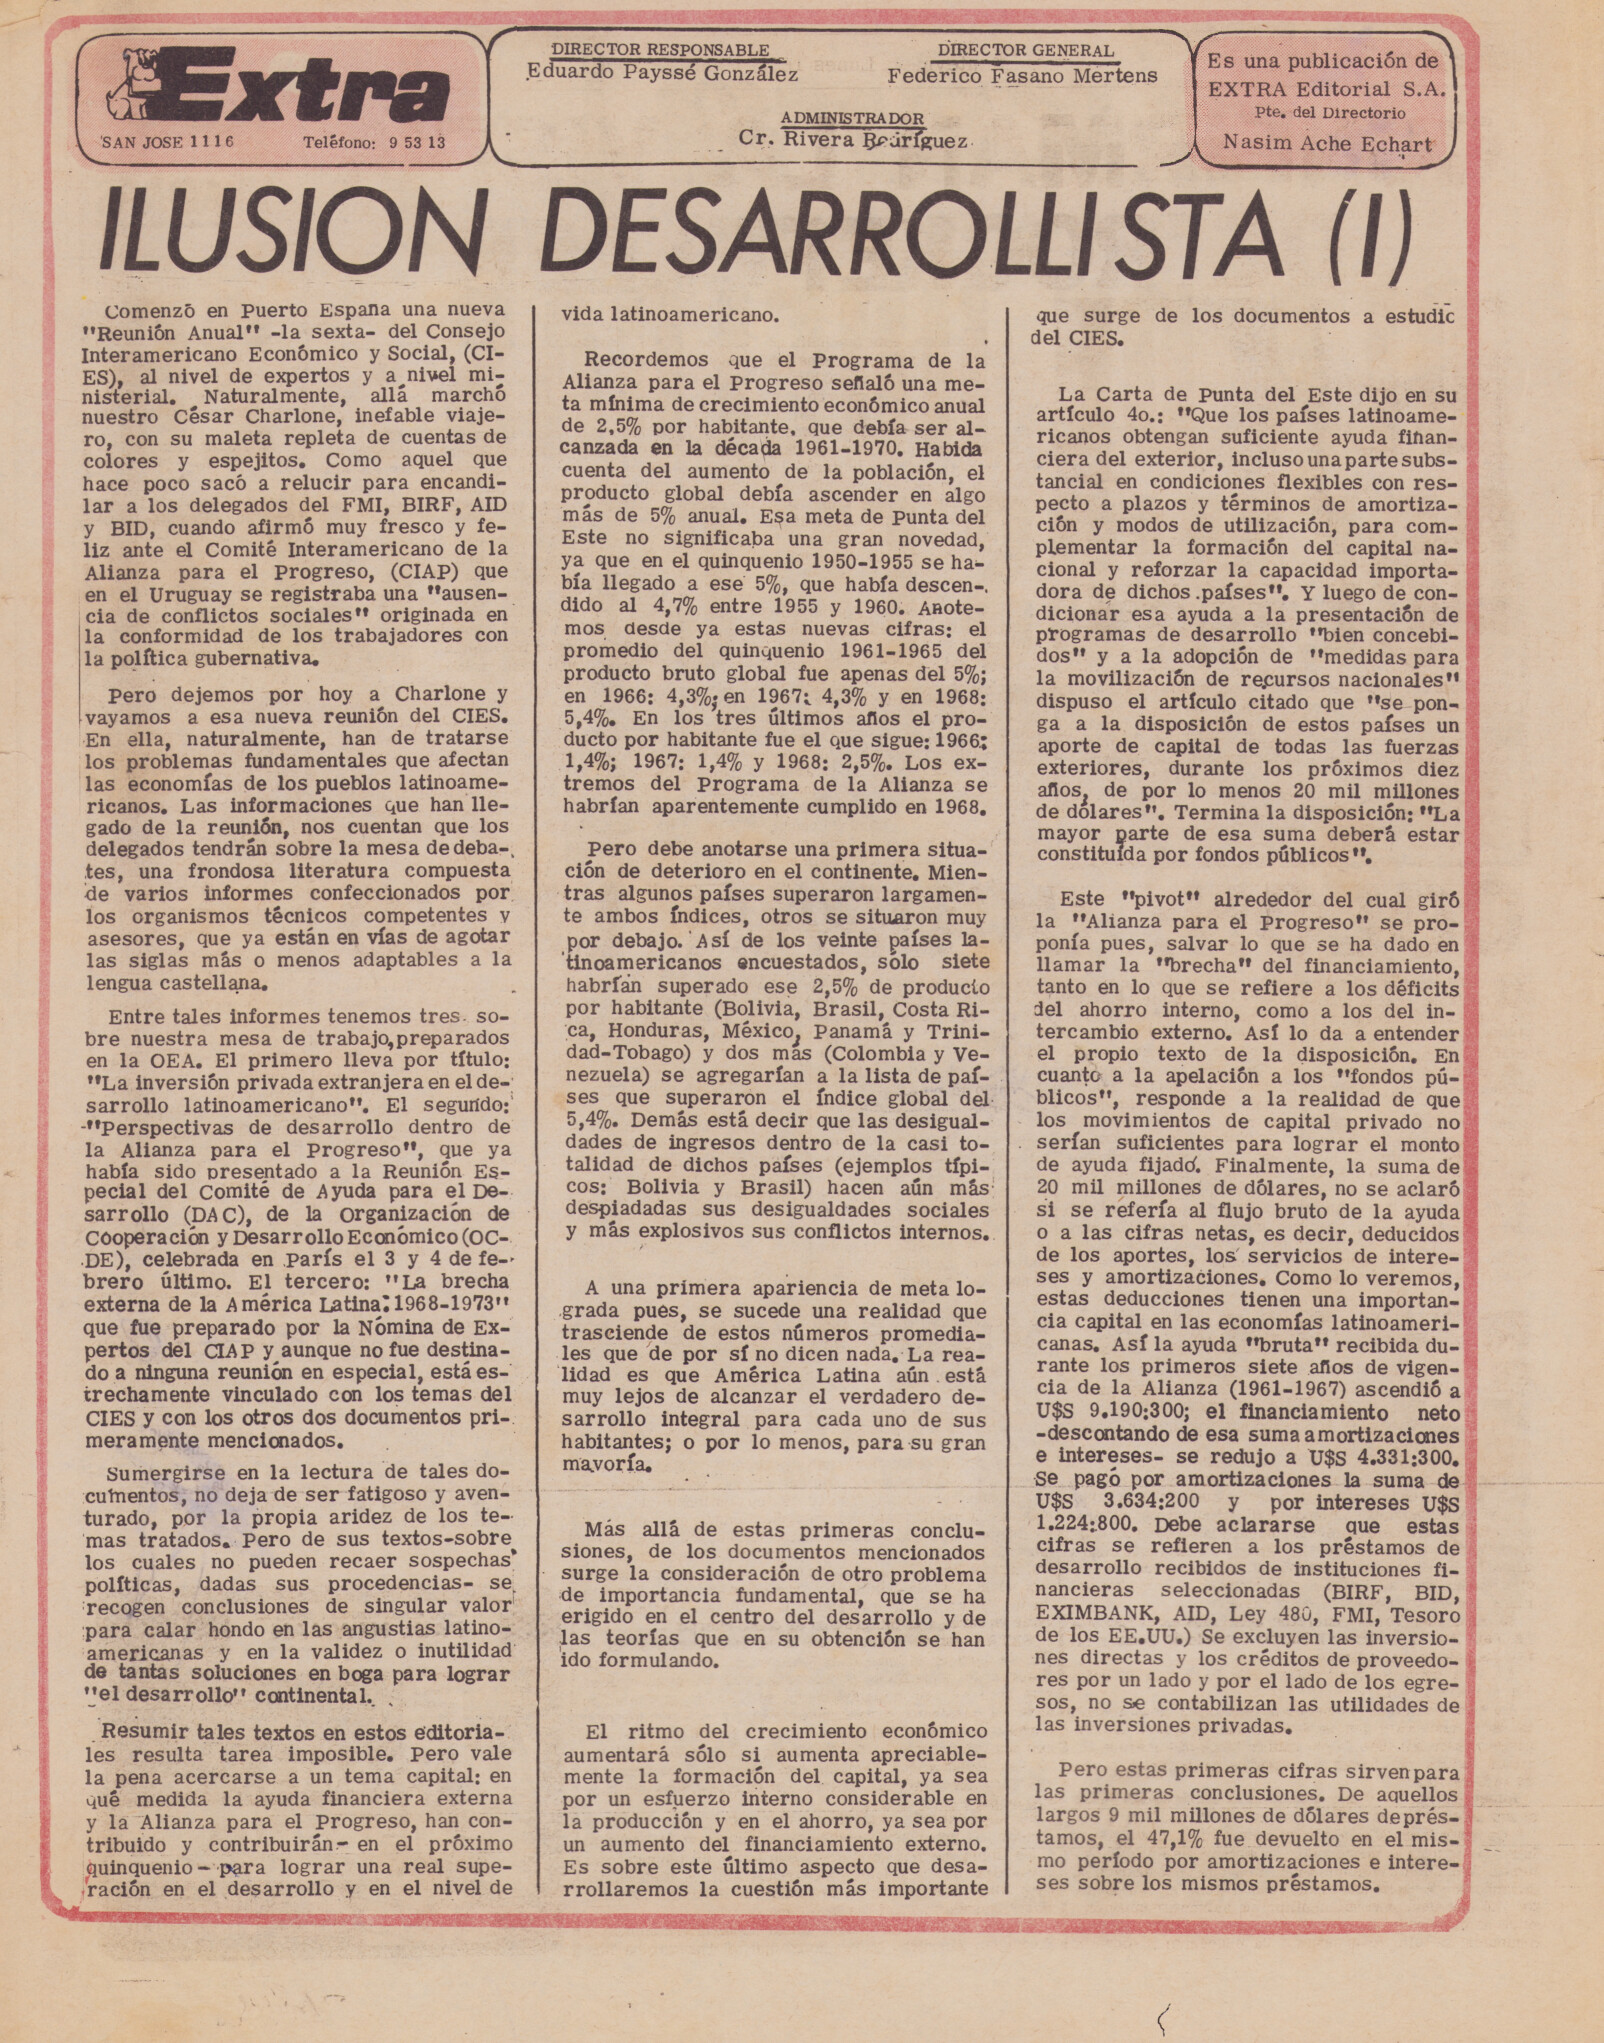 Extra
SAN JOSE 1116 Teléfono: 9 53 13
DIRECTOR RESPONSABLE
Eduardo Payssé González
DIRECTOR GENERAL
Federico Fasano Mertens
ADMINISTRADOR
Cr. Rivera Rodríguez
Es una publicación de
EXTRA Editorial S.A.
Pte. del Directorio
Nasim Ache Echart
ILUSION DESARROLLISTA (I)
Comenzó en Puerto España una nueva
"Reunión Anual" -la sexta- del Consejo
Interamericano Económico y Social, (CI-
ES), al nivel de expertos y a nivel mi-
nisterial. Naturalmente, allá marchó
nuestro César Charlone, inefable viaje-
ro, con su maleta repleta de cuentas de
colores y espejitos. Como aquel que
hace poco sacó a relucir para encandi-
lar a los delegados del FMI, BIRF, AID
y BID, cuando afirmó muy fresco y fe-
liz ante el Comité Interamericano de la
Alianza para el Progreso, (CIAP) que
en el Uruguay se registraba una "ausen-
cia de conflictos sociales" originada en
la conformidad de los trabajadores con
la política gubernativa.
Pero dejemos por hoy a Charlone y
vayamos a esa nueva reunión del CIES.
En ella, naturalmente, han de tratarse
los problemas fundamentales que afectan
las economías de los pueblos latinoame-
ricanos. Las informaciones que han lle-
gado de la reunión, nos cuentan que los
delegados tendrán sobre la mesa de deba-
tes, una frondosa literatura compuesta
de varios informes confeccionados por
los organismos técnicos competentes y
asesores, que ya están en vías de agotar
las siglas más o menos adaptables a la
lengua castellana.
Entre tales informes tenemos tres so-
bre nuestra mesa de trabajo, preparados
en la OEA. El primero lleva por título:
"La inversión privada extranjera en el de-
sarrollo latinoamericano". El segundo:
"Perspectivas de desarrollo dentro de
la Alianza para el Progreso", que ya
había sido presentado a la Reunión Es-
pecial del Comité de Ayuda para el De-
sarrollo (DAC), de la Organización de
Cooperación y Desarrollo Económico (OC-
DE), celebrada en París el 3 y 4 de fe-
brero último. El tercero: "La brecha
externa de la América Latina: 1968-1973"
que fue preparado por la Nómina de Ex-
pertos del CIAP y aunque no fue destina-
do a ninguna reunión en especial, está es-
trechamente vinculado con los temas del
CIES y con los otros dos documentos pri-
meramente mencionados.
Sumergirse en la lectura de tales do-
cumentos, no deja de ser fatigoso y aven-
turado, por la propia aridez de los te-
mas tratados. Pero de sus textos-sobre
los cuales no pueden recaer sospechas
políticas, dadas sus procedencias- se
recogen conclusiones de singular valor
para calar hondo en las angustias latino-
americanas y en la validez o inutilidad
de tantas soluciones en boga para lograr
"el desarrollo" continental.
Resumir tales textos en estos editoria-
les resulta tarea imposible. Pero vale
la pena acercarse a un tema capital: en
qué medida la ayuda financiera externa
y la Alianza para el Progreso, han con-
tribuido y contribuirán- en el próximo
quinquenio- para lograr una real supe-
ración en el desarrollo y en el nivel de
vida latinoamericano.
Recordemos que el Programa de la
Alianza para el Progreso señaló una me-
ta mínima de crecimiento económico anual
de 2,5% por habitante, que debía ser al-
canzada en la década 1961-1970. Habida
cuenta del aumento de la población, el
producto global debía ascender en algo
más de 5% anual. Esa meta de Punta del
Este no significaba una gran novedad,
ya que en el quinquenio 1950-1955 se ha-
bía llegado a ese 5%, que había descen-
dido al 4,7% entre 1955 y 1960. Anote-
mos desde ya estas nuevas cifras: el
promedio del quinquenio 1961-1965 del
producto bruto global fue apenas del 5%;
en 1966: 4,3%; en 1967: 4,3% y en 1968:
5,4%. En los tres últimos años el pro-
ducto por habitante fue el que sigue: 1966:
1,4%; 1967: 1,4% y 1968: 2,5%. Los ex-
tremos del Programa de la Alianza se
habrían aparentemente cumplido en 1968.
Pero debe anotarse una primera situa-
ción de deterioro en el continente. Mien-
tras algunos países superaron largamen-
te ambos índices, otros se situaron muy
por debajo. Así de los veinte países la-
tinoamericanos encuestados, sólo siete
habrían superado ese 2,5% de producto
por habitante (Bolivia, Brasil, Costa Ri-
ca, Honduras, México, Panamá y Trini-
dad-Tobago) y dos más (Colombia y Ve-
nezuela) se agregarían a la lista de paí-
ses que superaron el índice global del
5,4%. Demás está decir que las desigual-
dades de ingresos dentro de la casi to-
talidad de dichos países (ejemplos típi-
cos: Bolivia y Brasil) hacen aún más
despiadadas sus desigualdades sociales
y más explosivos sus conflictos internos.
A una primera apariencia de meta lo-
grada pues, se sucede una realidad que
trasciende de estos números promedia-
les que de por sí no dicen nada. La rea-
lidad es que América Latina aún está
muy lejos de alcanzar el verdadero de-
sarrollo integral para cada uno de sus
habitantes; o por lo menos, para su gran
mayoría.
Más allá de estas primeras conclu-
siones, de los documentos mencionados
surge la consideración de otro problema
de importancia fundamental, que se ha
erigido en el centro del desarrollo y de
las teorías que en su obtención se han
ido formulando.
El ritmo del crecimiento económico
aumentará sólo si aumenta apreciable-
mente la formación del capital, ya sea
por un esfuerzo interno considerable en
la producción y en el ahorro, ya sea por
un aumento del financiamiento externo.
Es sobre este último aspecto que desa-
rrollaremos la cuestión más importante
que surge de los documentos a estudio
del CIES.
La Carta de Punta del Este dijo en su
artículo 4o.: "Que los países latinoame-
ricanos obtengan suficiente ayuda finan-
ciera del exterior, incluso una parte subs-
tancial en condiciones flexibles con res-
pecto a plazos y términos de amortiza-
ción y modos de utilización, para com-
plementar la formación del capital na-
cional y reforzar la capacidad importa-
dora de dichos países". Y luego de con-
dicionar esa ayuda a la presentación de
programas de desarrollo "bien concebi-
dos" y a la adopción de "medidas para
la movilización de recursos nacionales"
dispuso el artículo citado que "se pon-
ga a la disposición de estos países un
aporte de capital de todas las fuerzas
exteriores, durante los próximos diez
años, de por lo menos 20 mil millones
de dólares". Termina la disposición: "La
mayor parte de esa suma deberá estar
constituída por fondos públicos".
Este "pivot" alrededor del cual giró
la "Alianza para el Progreso" se pro-
ponía pues, salvar lo que se ha dado en
llamar la "brecha" del financiamiento,
tanto en lo que se refiere a los déficits
del ahorro interno, como a los del in-
tercambio externo. Así lo da a entender
el propio texto de la disposición. En
cuanto a la apelación a los "fondos pú-
blicos", responde a la realidad de que
los movimientos de capital privado no
serían suficientes para lograr el monto
de ayuda fijado. Finalmente, la suma de
20 mil millones de dólares, no se aclaró
si se refería al flujo bruto de la ayuda
o a las cifras netas, es decir, deducidos
de los aportes, los servicios de intere-
ses y amortizaciones. Como lo veremos,
estas deducciones tienen una importan-
cia capital en las economías latinoameri-
canas. Así la ayuda "bruta" recibida du-
rante los primeros siete años de vigen-
cia de la Alianza (1961-1967) ascendió a
U$S 9.190:300; el financiamiento neto
-descontando de esa suma amortizaciones
e intereses- se redujo a U$S 4.331:300.
Se pagó por amortizaciones la suma de
U$S 3.634:200 y por intereses U$S
1.224:800. Debe aclararse que estas
cifras se refieren a los préstamos de
desarrollo recibidos de instituciones fi-
nancieras seleccionadas (BIRF, BID,
EXIMBANK, AID, Ley 480, FMI, Tesoro
de los EE.UU.) Se excluyen las inversio-
nes directas y los créditos de proveedo-
res por un lado y por el lado de los egre-
sos, no se contabilizan las utilidades de
las inversiones privadas.
Pero estas primeras cifras sirven para
las primeras conclusiones. De aquellos
largos 9 mil millones de dólares de prés-
tamos, el 47,1% fue devuelto en el mis-
mo período por amortizaciones e intere-
ses sobre los mismos préstamos.